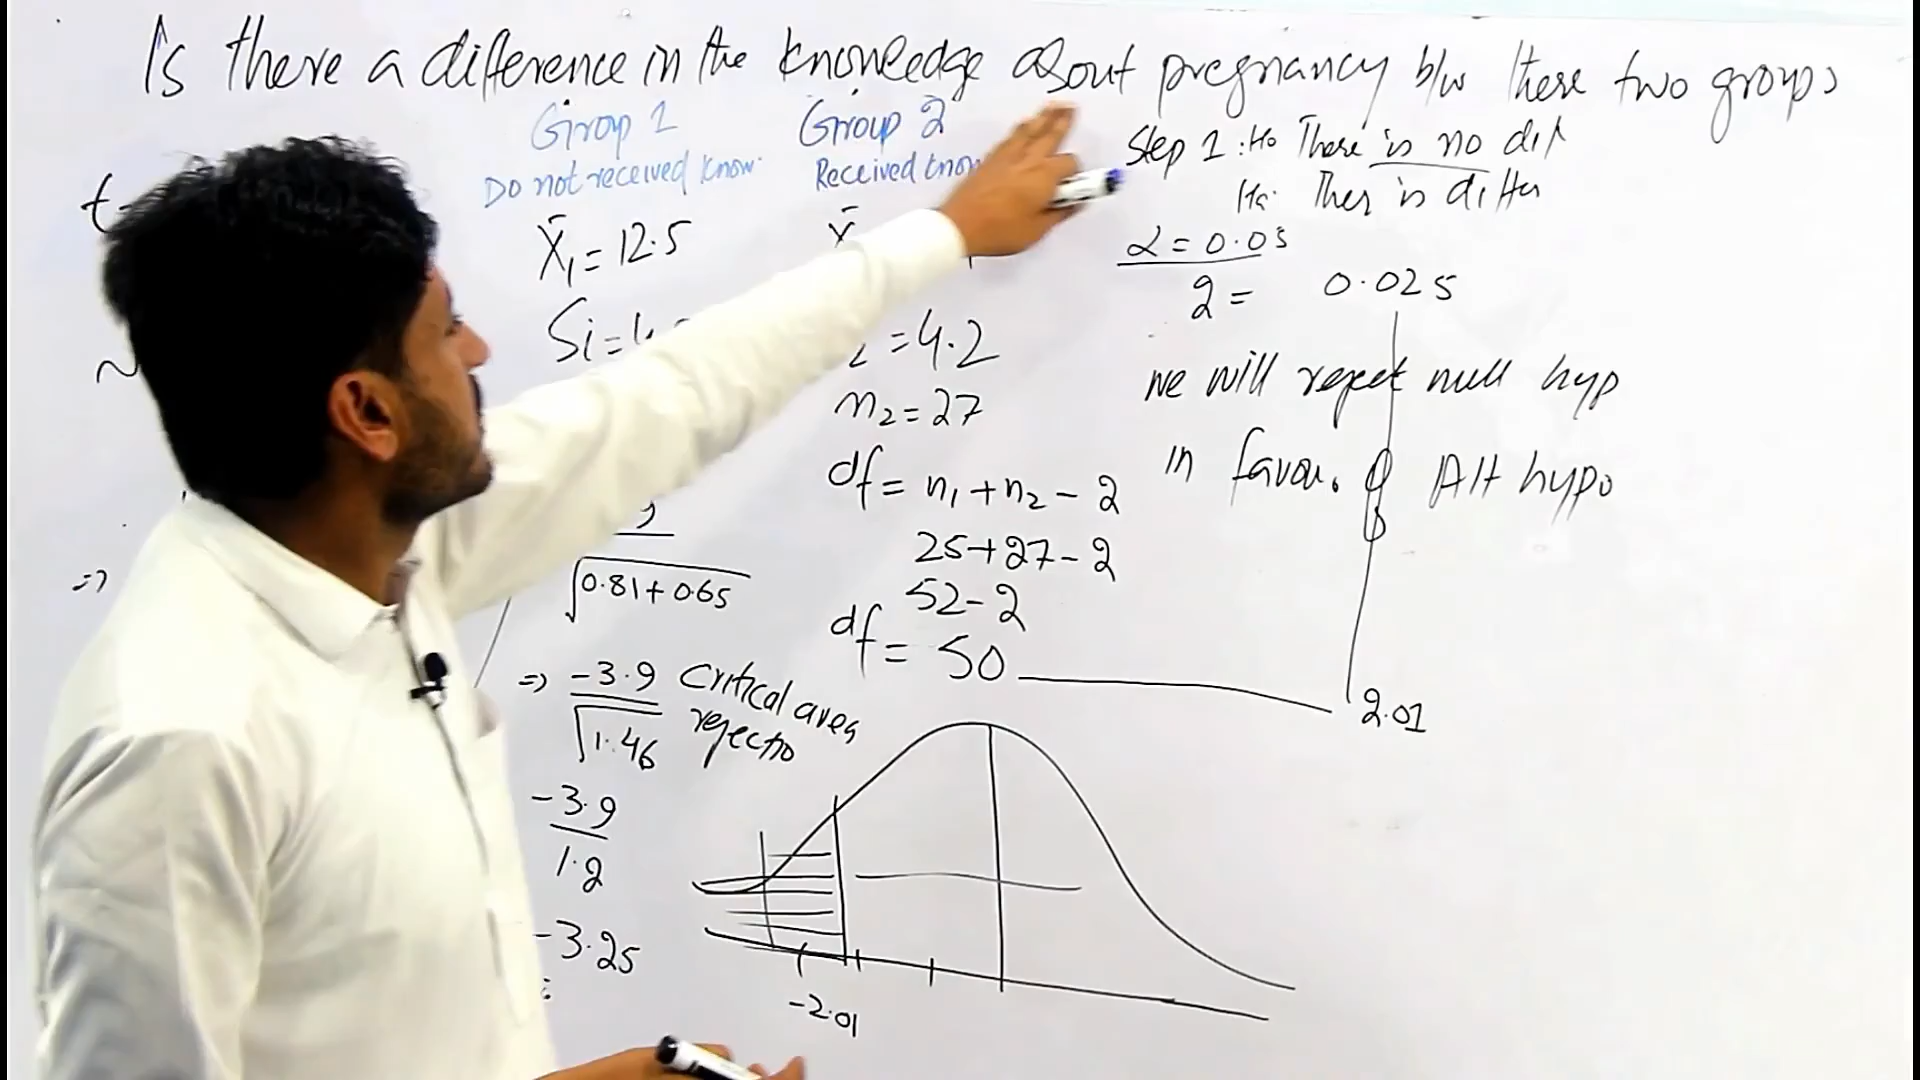 Is there a difference in the knowledge about pregnancy b/w these two groups
Group 1
Do not received know.
X̄₁ = 12.5
Group 2
Received know
X̄
= 4.2
n₂ = 27
df = n₁ + n₂ - 2
25+27-2
52-2
df = 50
2.01
Step 1: Ho There is no dif
Ha: Ther is differ
α = 0.05
2 = 0.025
we will reject null hyp
in favou. of Alt hypo
t-
=>
√0.81+0.65
=> -3.9
√1.46
Critical area
rejectio
-3.9
1.2
-3.25
-2.01